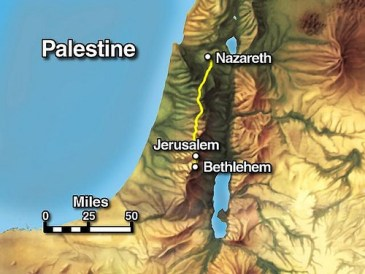 Palestine
Nazareth
Jerusalem
Bethlehem
Miles
0 25 50